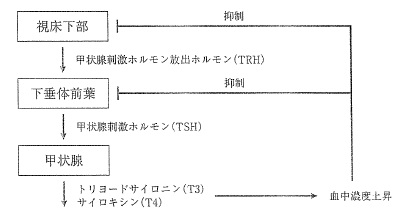 視床下部
抑制
甲状腺刺激ホルモン放出ホルモン(TRH)
下垂体前葉
抑制
甲状腺刺激ホルモン(TSH)
甲状腺
トリヨードサイロニン(T3)
サイロキシン(T4)
血中濃度上昇